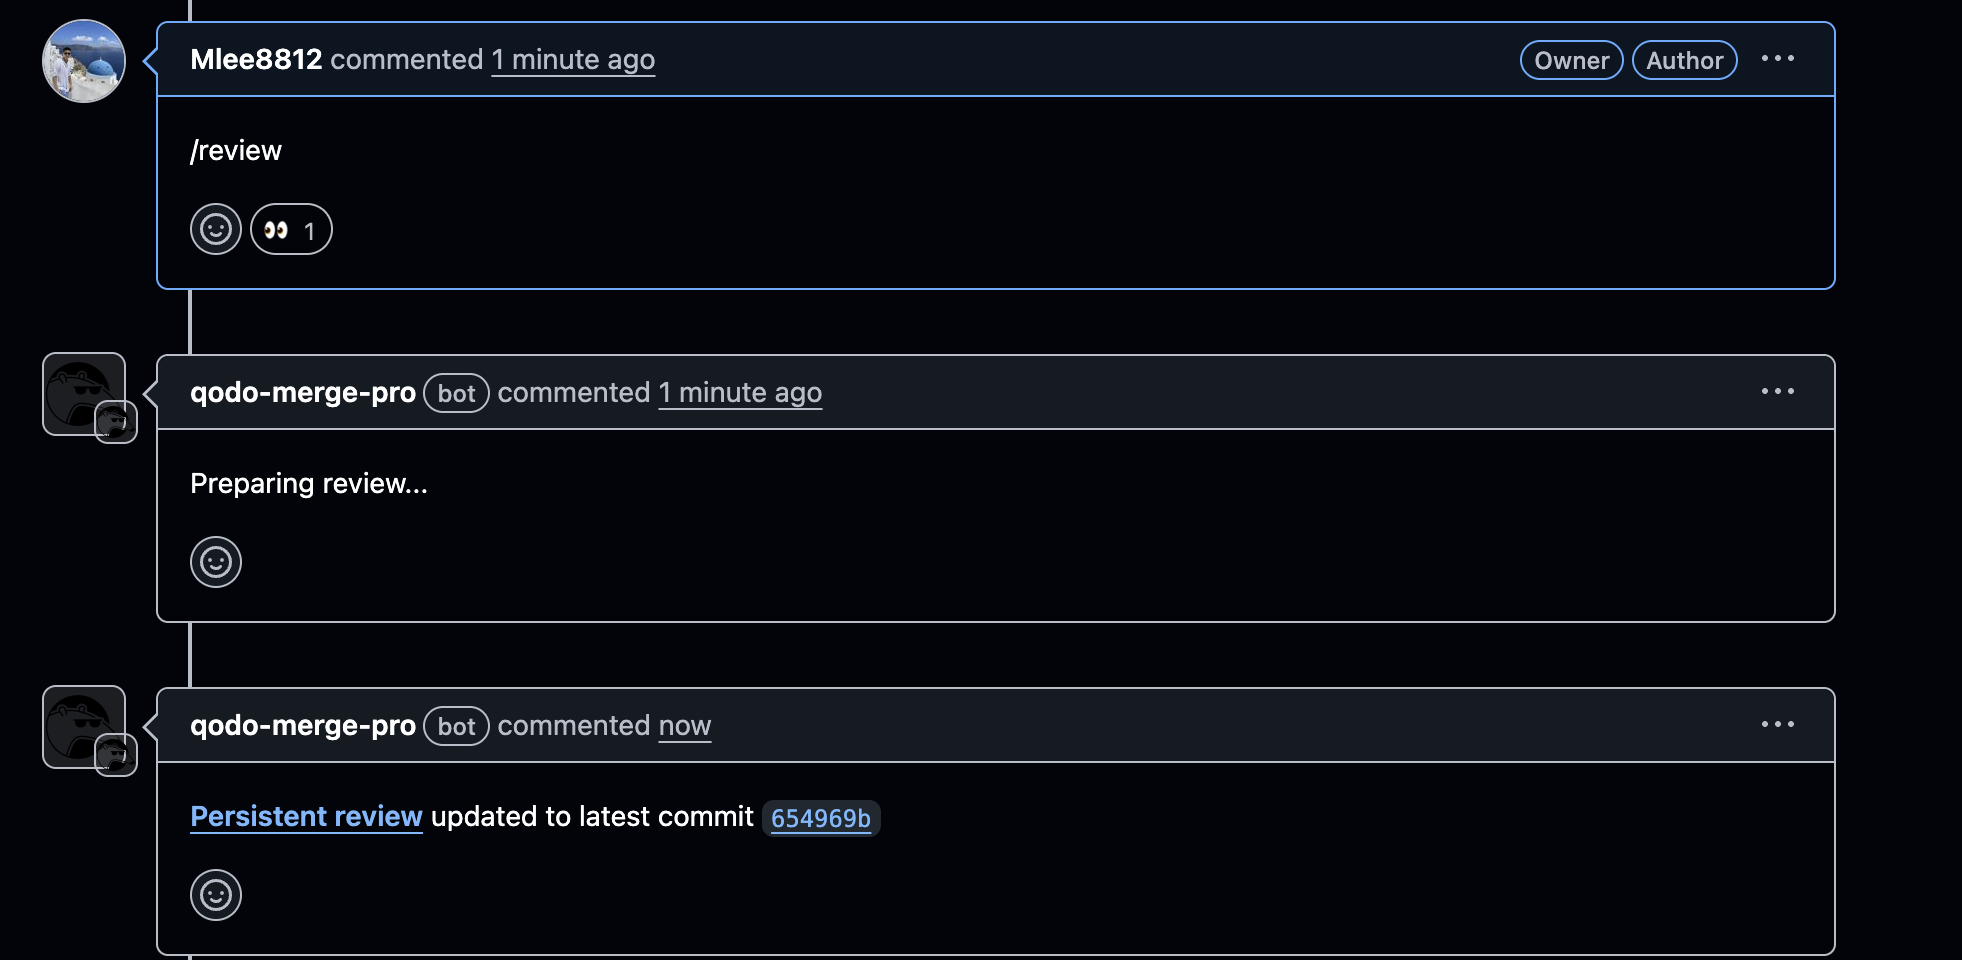 Mlee8812 commented 1 minute ago Owner Author
/review
1
qodo-merge-pro bot commented 1 minute ago
Preparing review...
qodo-merge-pro bot commented now
Persistent review updated to latest commit 654969b